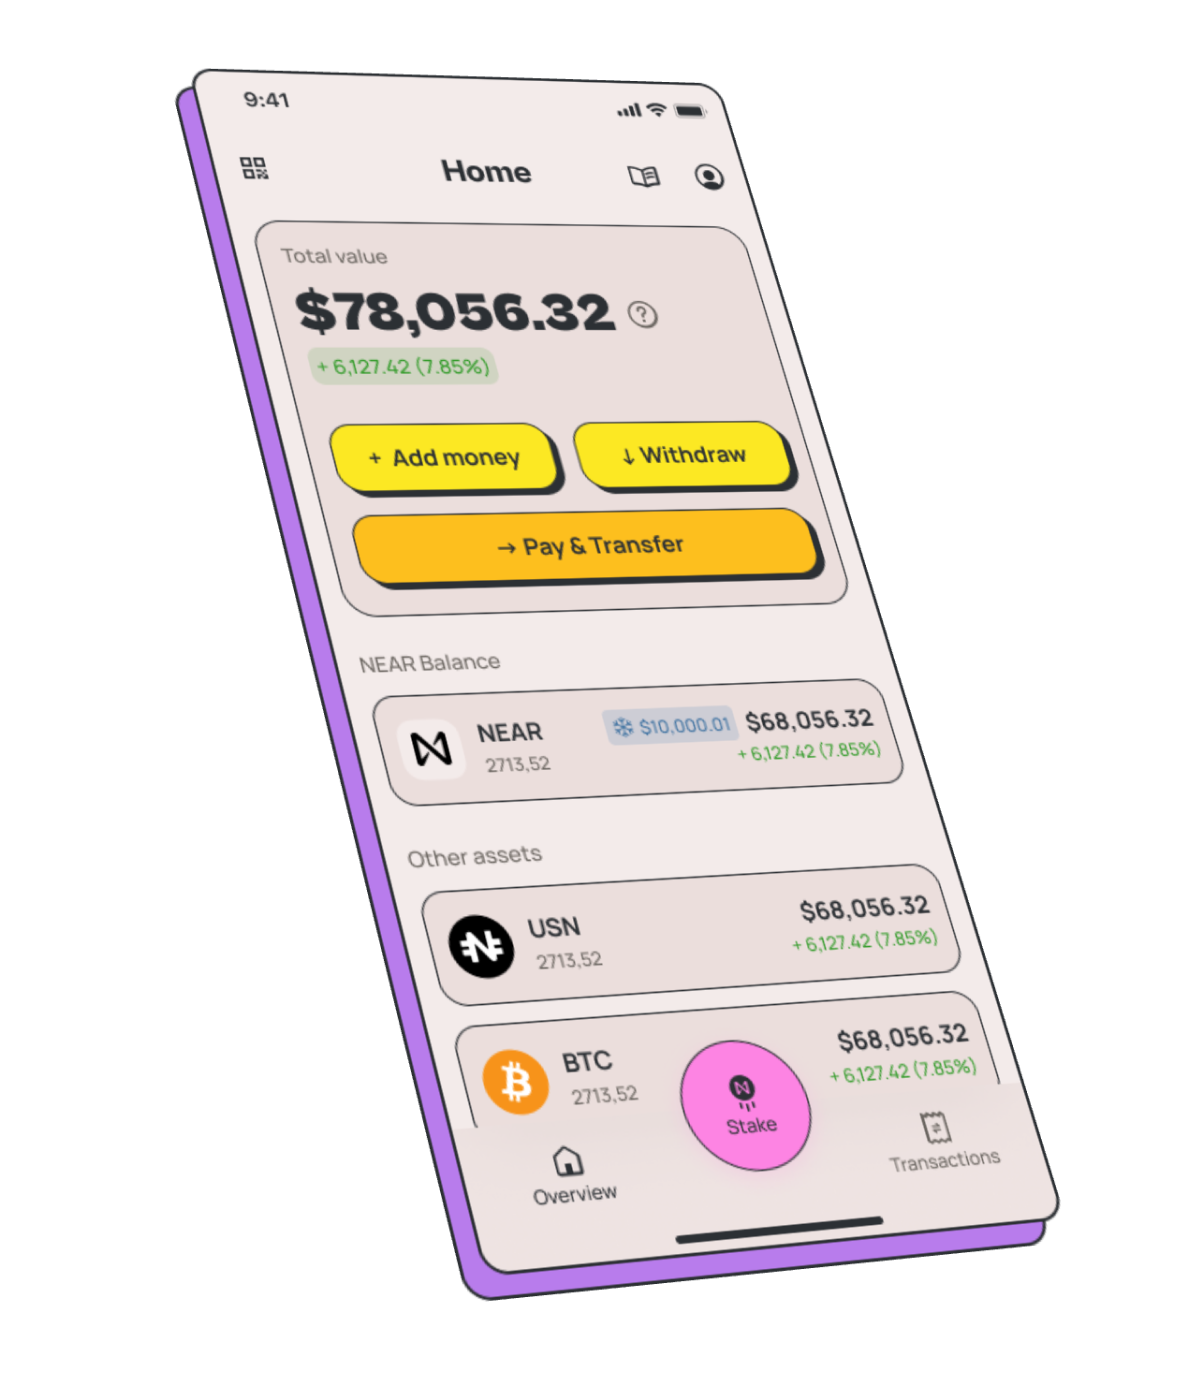 9:41
Home
Total value
$78,056.32
+ 6,127.42 (7.85%)
+ Add money
↓ Withdraw
→ Pay & Transfer
NEAR Balance
NEAR
$10,000.01
$68,056.32
2713,52
+ 6,127.42 (7.85%)
Other assets
USN
$68,056.32
2713,52
+ 6,127.42 (7.85%)
BTC
$68,056.32
2713,52
+ 6,127.42 (7.85%)
Overview
Stake
Transactions